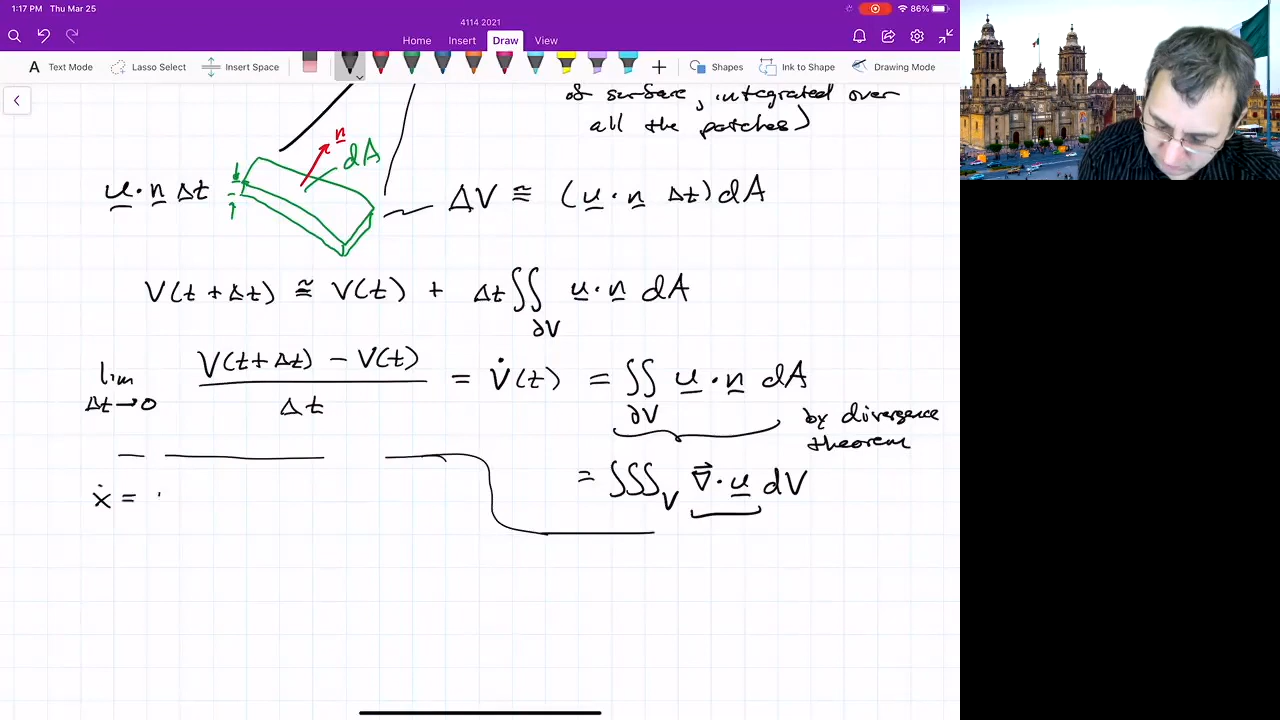 1:17 PM Thu Mar 25
86%
4114 2021
Home Insert Draw View
Text Mode Lasso Select Insert Space Shapes Ink to Shape Drawing Mode
of surface, integrated over
all the patches)
n
dA
u · n Δt
ΔV ≅ (u · n Δt) dA
V(t + Δt) ≅ V(t) + Δt ∬ u · n dA
∂V
lim Δt→0 V(t+Δt) − V(t) / Δt = V̇(t) = ∬ ∂V u · n dA
by divergence
theorem
= ∭V ∇⃗ · u dV
ẋ =